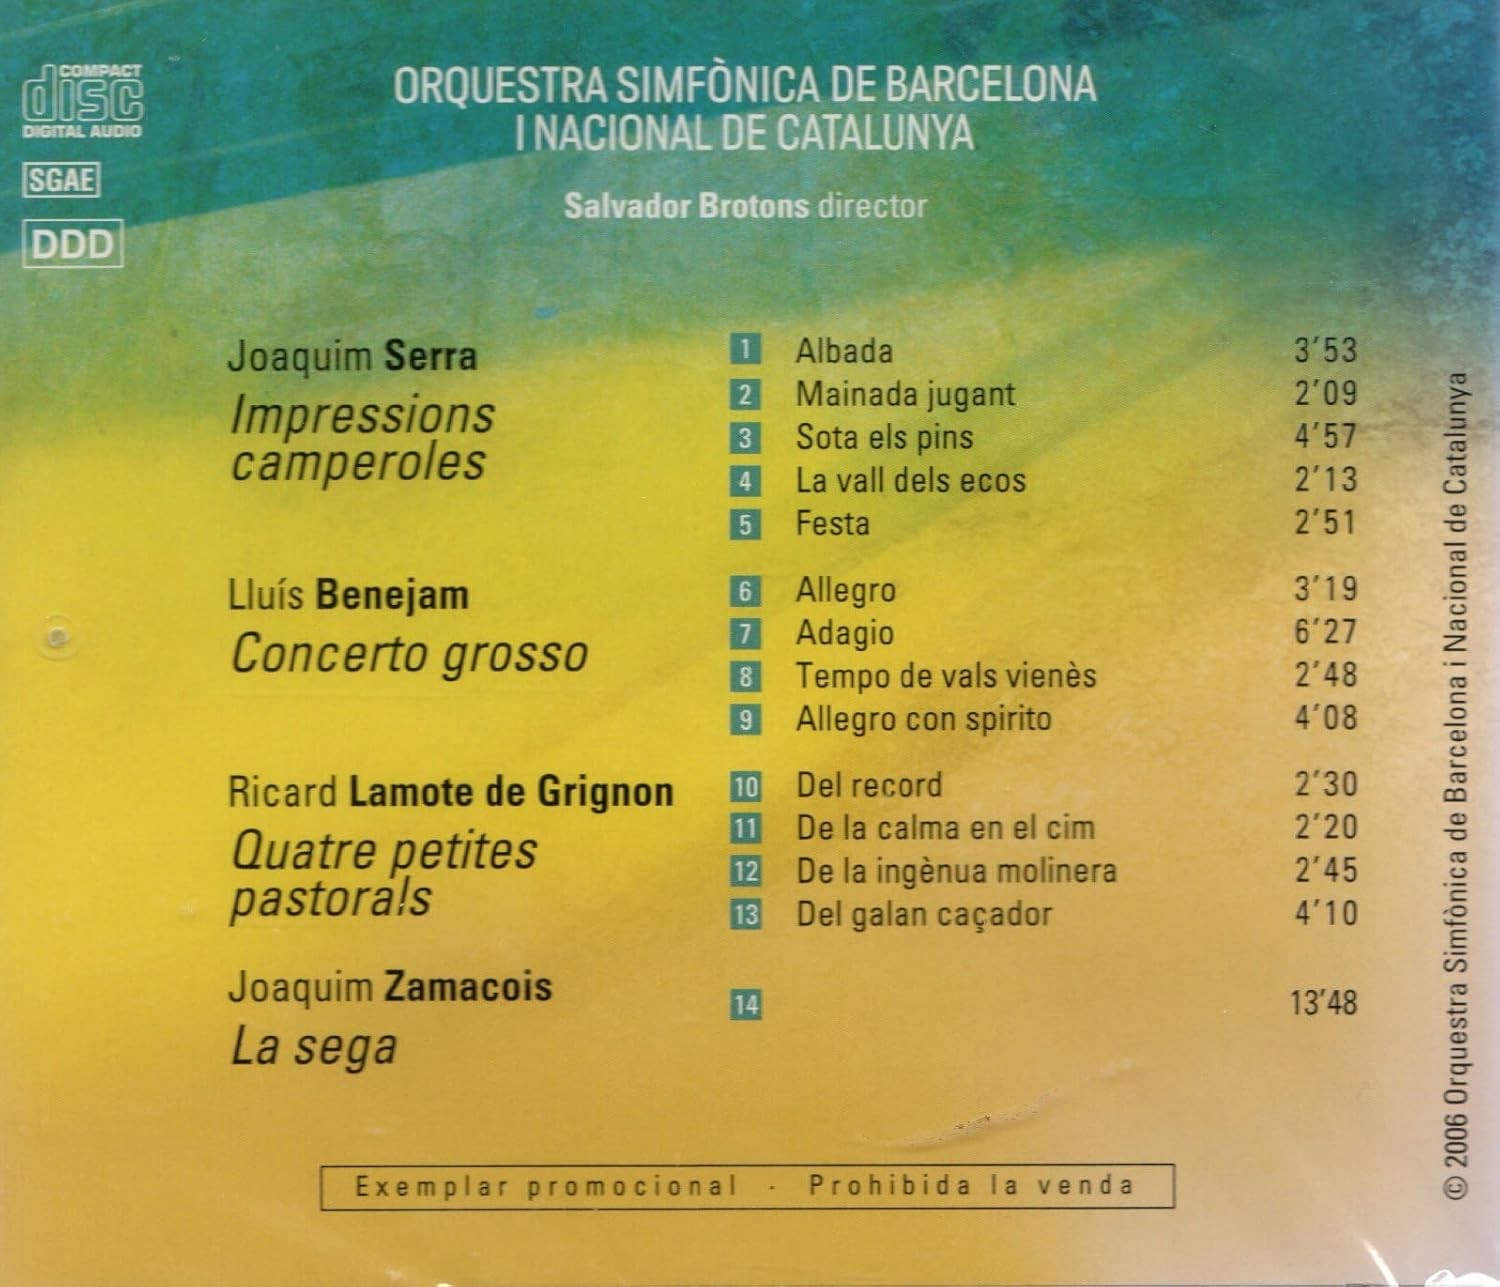 COMPACT
disc
DIGITAL AUDIO
SGAE
DDD
ORQUESTRA SIMFÒNICA DE BARCELONA
I NACIONAL DE CATALUNYA
Salvador Brotons director
Joaquim Serra
Impressions
camperoles
1 Albada 3'53
2 Mainada jugant 2'09
3 Sota els pins 4'57
4 La vall dels ecos 2'13
5 Festa 2'51
Lluís Benejam
Concerto grosso
6 Allegro 3'19
7 Adagio 6'27
8 Tempo de vals vienès 2'48
9 Allegro con spirito 4'08
Ricard Lamote de Grignon
Quatre petites
pastorals
10 Del record 2'30
11 De la calma en el cim 2'20
12 De la ingènua molinera 2'45
13 Del galan caçador 4'10
Joaquim Zamacois
La sega
14 13'48
Exemplar promocional · Prohibida la venda
© 2006 Orquestra Simfònica de Barcelona i Nacional de Catalunya